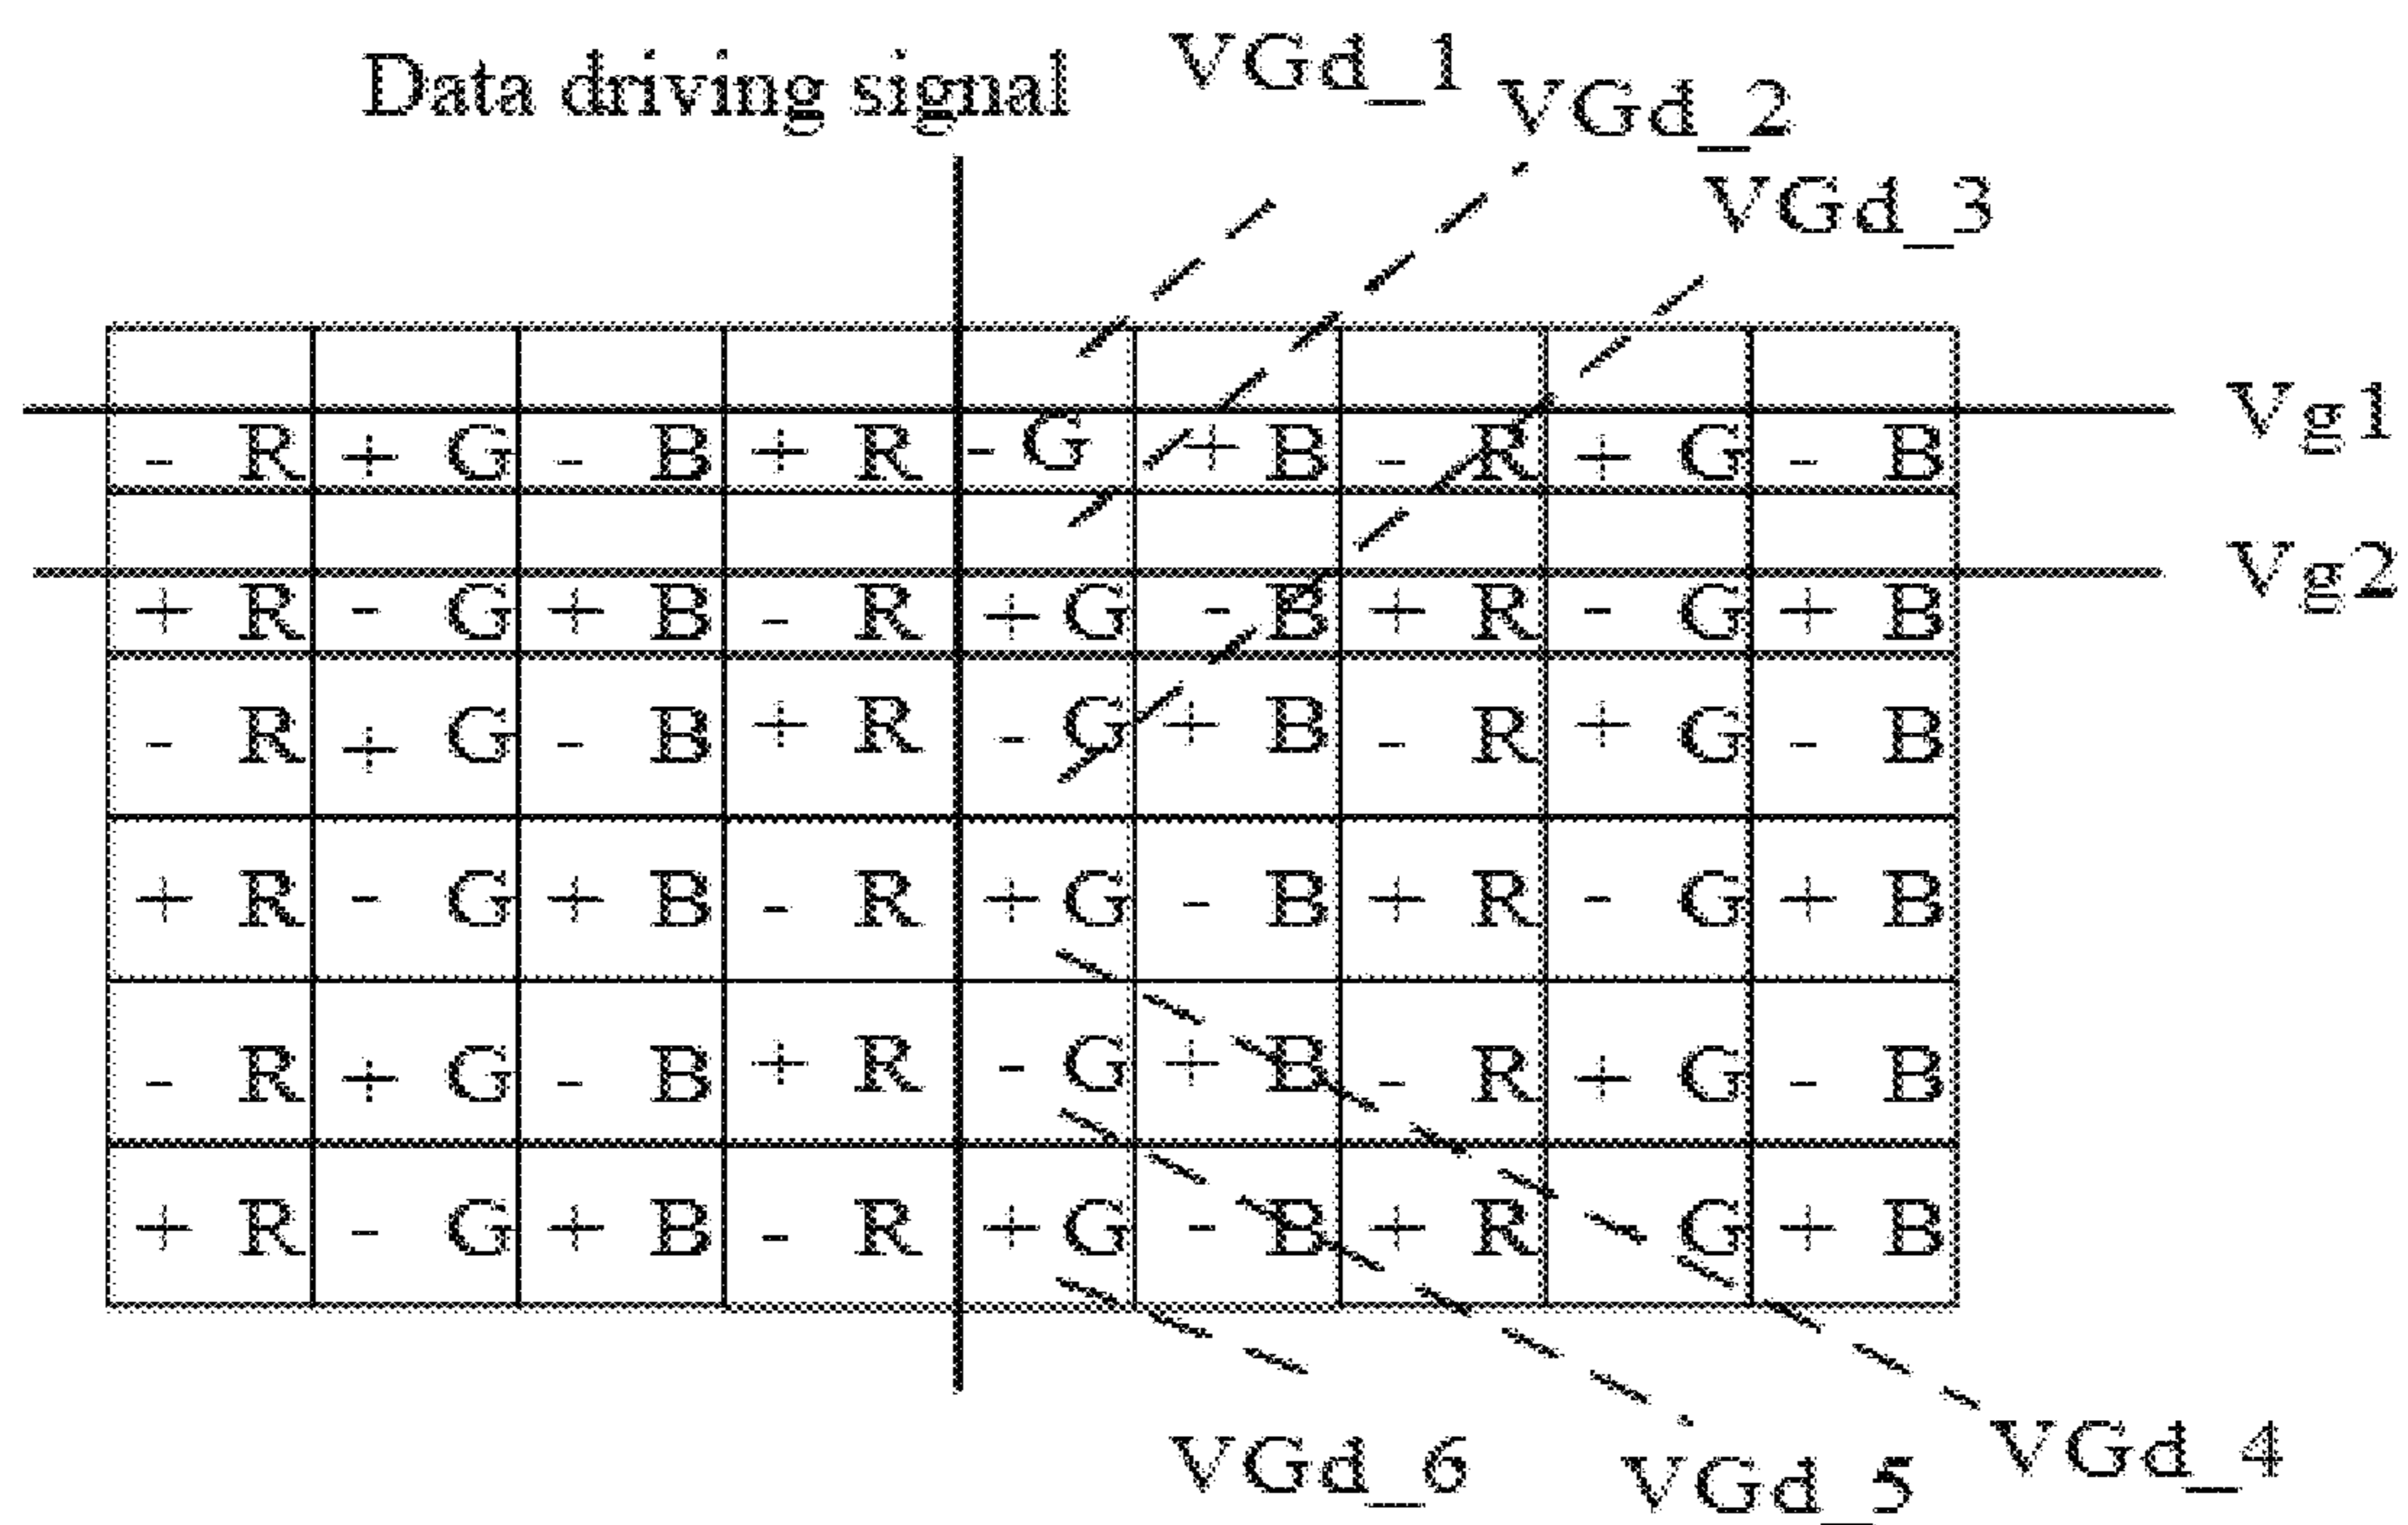 Data driving signal
VGd_1
VGd_2
VGd_3
Vg1
- R + G - B + R - G + B - R + G - B
Vg2
+ R - G + B - R + G - B + R - G + B
- R + G - B + R - G + B - R + G - B
+ R - G + B - R + G - B + R - G + B
- R + G - B + R - G + B - R + G - B
+ R - G + B - R + G - B + R - G + B
VGd_6
VGd_5
VGd_4